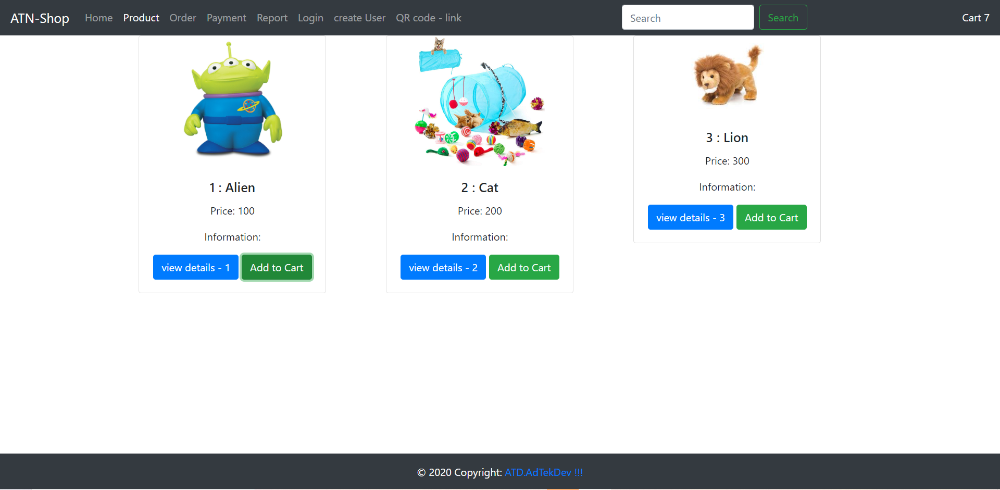 ATN-Shop Home Product Order Payment Report Login create User QR code - link Search Search Cart 7
1 : Alien
Price: 100
Information:
view details - 1 Add to Cart
2 : Cat
Price: 200
Information:
view details - 2 Add to Cart
3 : Lion
Price: 300
Information:
view details - 3 Add to Cart
© 2020 Copyright: ATD.AdTekDev !!!